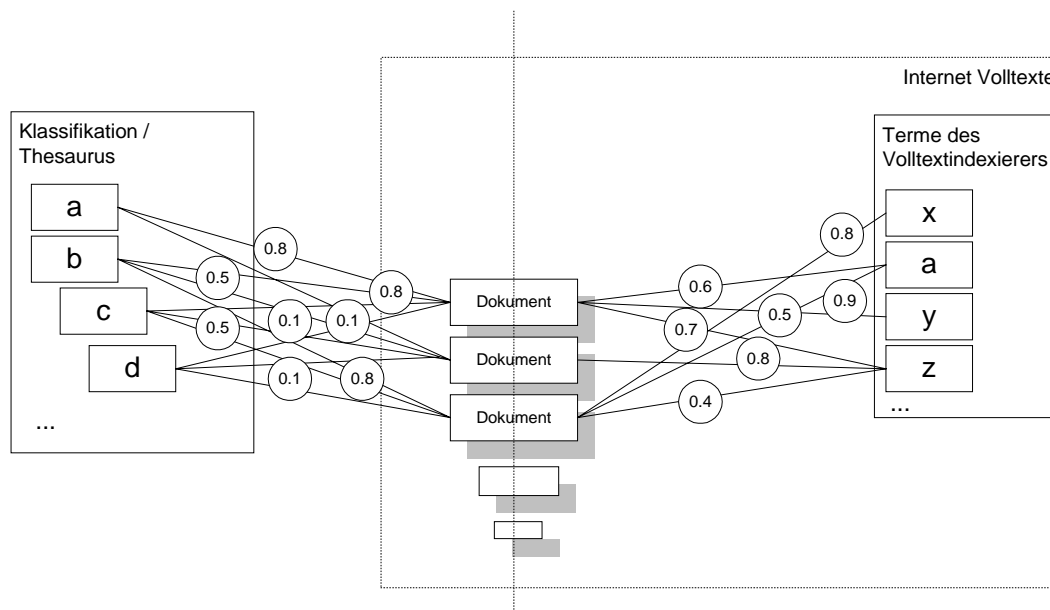 Internet Volltexte
Klassifikation /
Thesaurus
a
b
c
d
...
0.8
0.5
0.8
0.1
0.1
0.5
0.1
0.8
Dokument
Dokument
Dokument
0.8
0.6
0.9
0.5
0.7
0.8
0.4
Terme des
Volltextindexierers
x
a
y
z
...